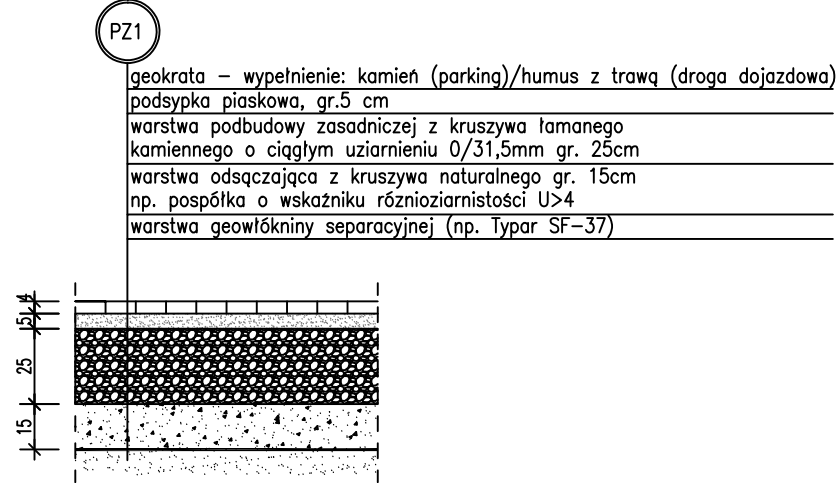 PZ1
geokrata – wypełnienie: kamień (parking)/humus z trawą (droga dojazdowa)
podsypka piaskowa, gr.5 cm
warstwa podbudowy zasadniczej z kruszywa łamanego
kamiennego o ciągłym uziarnieniu 0/31,5mm gr. 25cm
warstwa odsączająca z kruszywa naturalnego gr. 15cm
np. pospółka o wskaźniku róznioziarnistości U>4
warstwa geowłókniny separacyjnej (np. Typar SF–37)
4
5
25
15